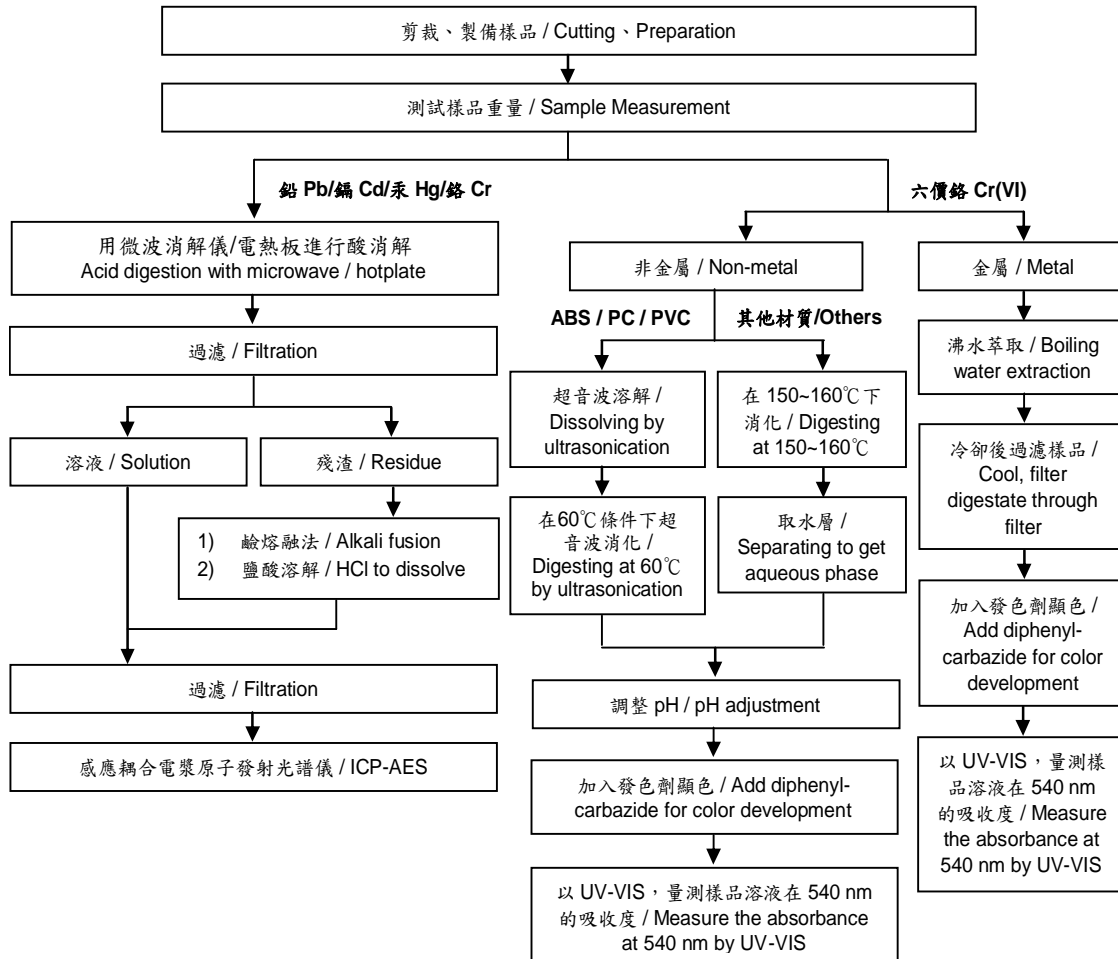 剪裁、製備樣品 / Cutting、Preparation
測試樣品重量 / Sample Measurement
鉛 Pb/鎘 Cd/汞 Hg/鉻 Cr
六價鉻 Cr(VI)
用微波消解儀/電熱板進行酸消解
Acid digestion with microwave / hotplate
過濾 / Filtration
溶液 / Solution
殘渣 / Residue
1) 鹼熔融法 / Alkali fusion
2) 鹽酸溶解 / HCl to dissolve
過濾 / Filtration
感應耦合電漿原子發射光譜儀 / ICP-AES
非金屬 / Non-metal
ABS / PC / PVC
其他材質/Others
超音波溶解 /
Dissolving by
ultrasonication
在60℃條件下超
音波消化 /
Digesting at 60℃
by ultrasonication
在 150~160℃下
消化 / Digesting
at 150~160℃
取水層 /
Separating to get
aqueous phase
調整 pH / pH adjustment
加入發色劑顯色 / Add diphenyl-
carbazide for color development
以 UV-VIS，量測樣品溶液在 540 nm
的吸收度 / Measure the absorbance
at 540 nm by UV-VIS
金屬 / Metal
沸水萃取 / Boiling
water extraction
冷卻後過濾樣品 /
Cool, filter
digestate through
filter
加入發色劑顯色 /
Add diphenyl-
carbazide for color
development
以 UV-VIS，量測樣
品溶液在 540 nm
的吸收度 / Measure
the absorbance at
540 nm by UV-VIS